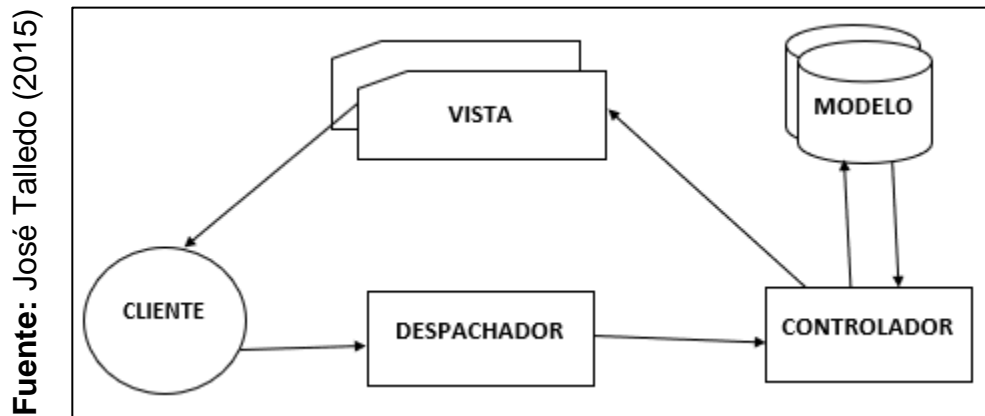 Fuente: José Talledo (2015)
VISTA
MODELO
CLIENTE
DESPACHADOR
CONTROLADOR